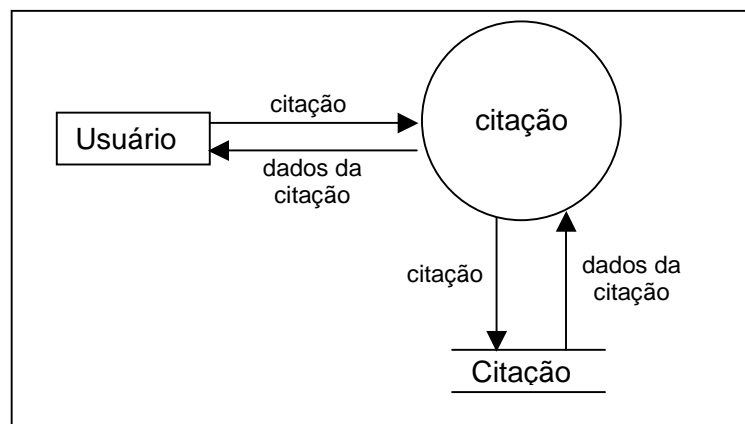 citação
Usuário
dados da
citação
citação
citação
dados da
citação
Citação